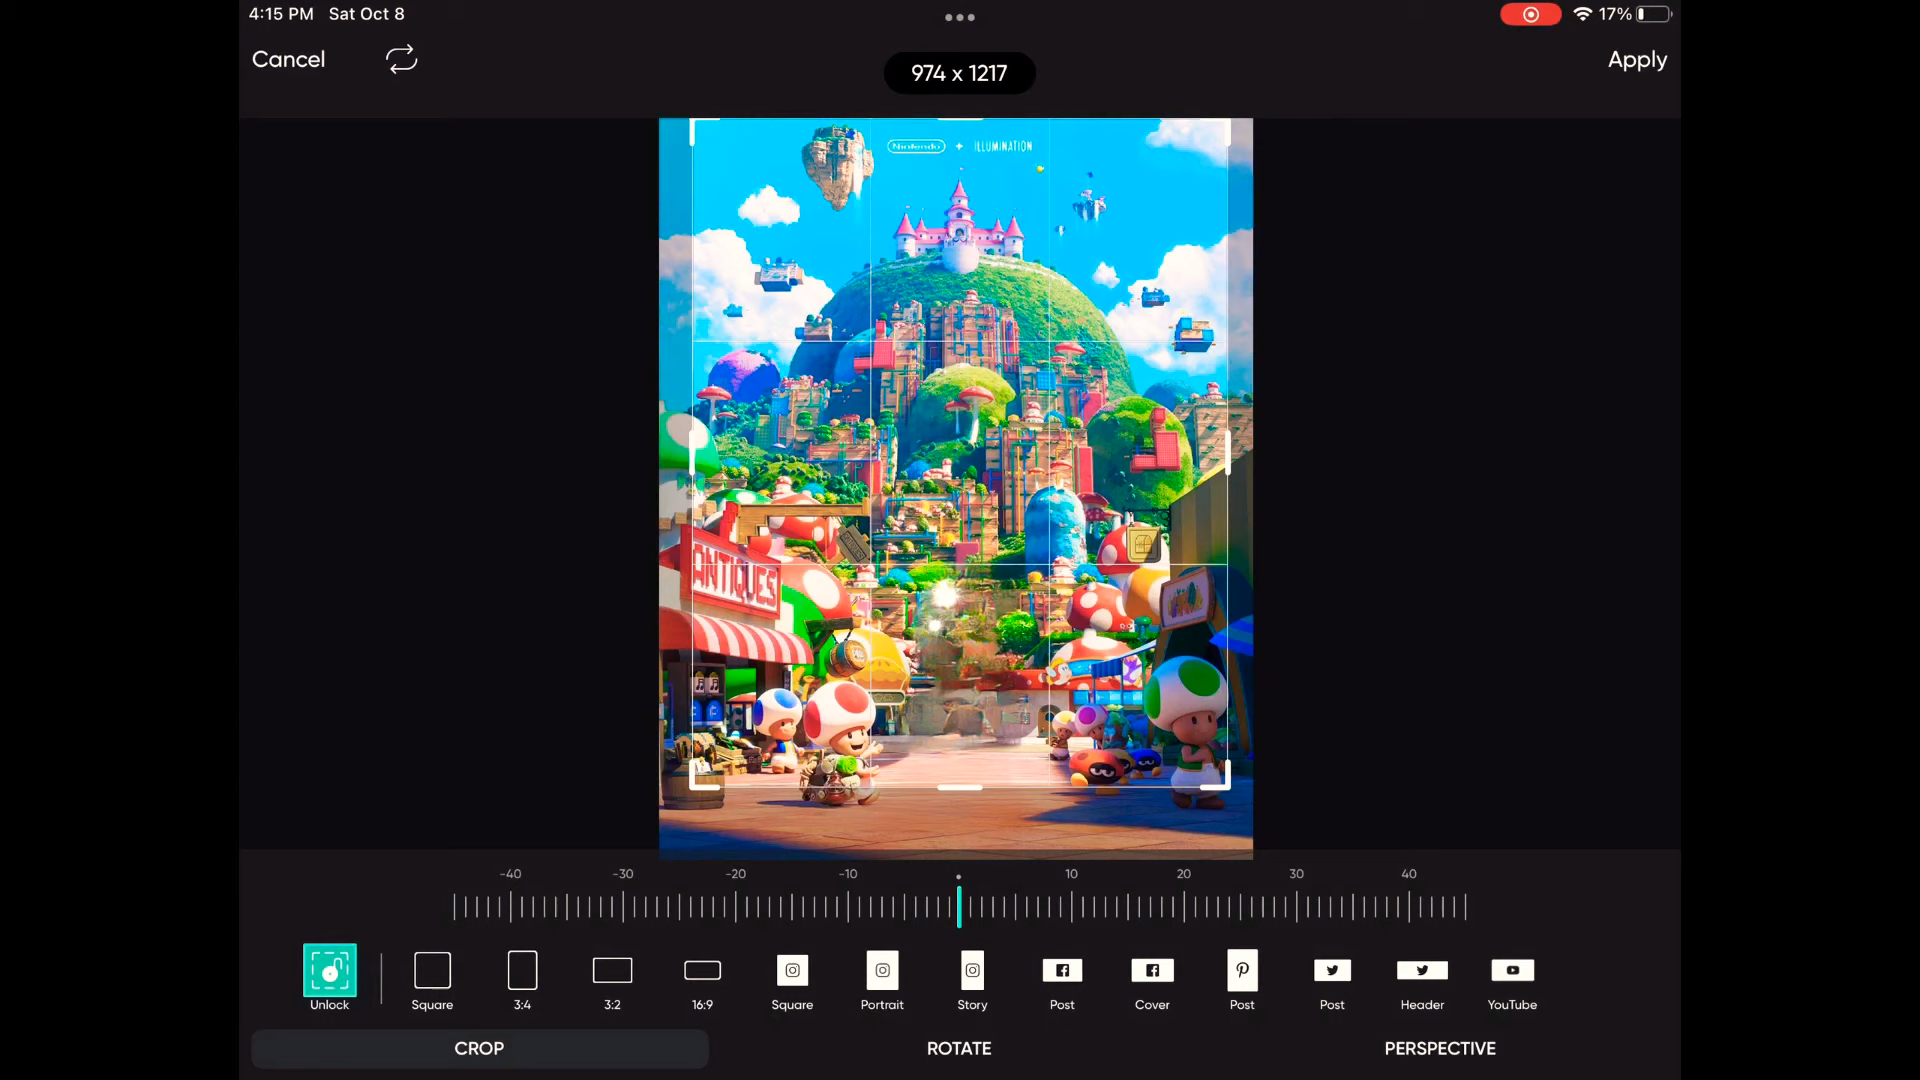 4:15 PM Sat Oct 8
17%
Cancel
974 x 1217
Apply
Nintendo + ILLUMINATION
ANTIQUES
-40 -30 -20 -10 10 20 30 40
Unlock Square 3:4 3:2 16:9 Square Portrait Story Post Cover Post Post Header YouTube
CROP ROTATE PERSPECTIVE